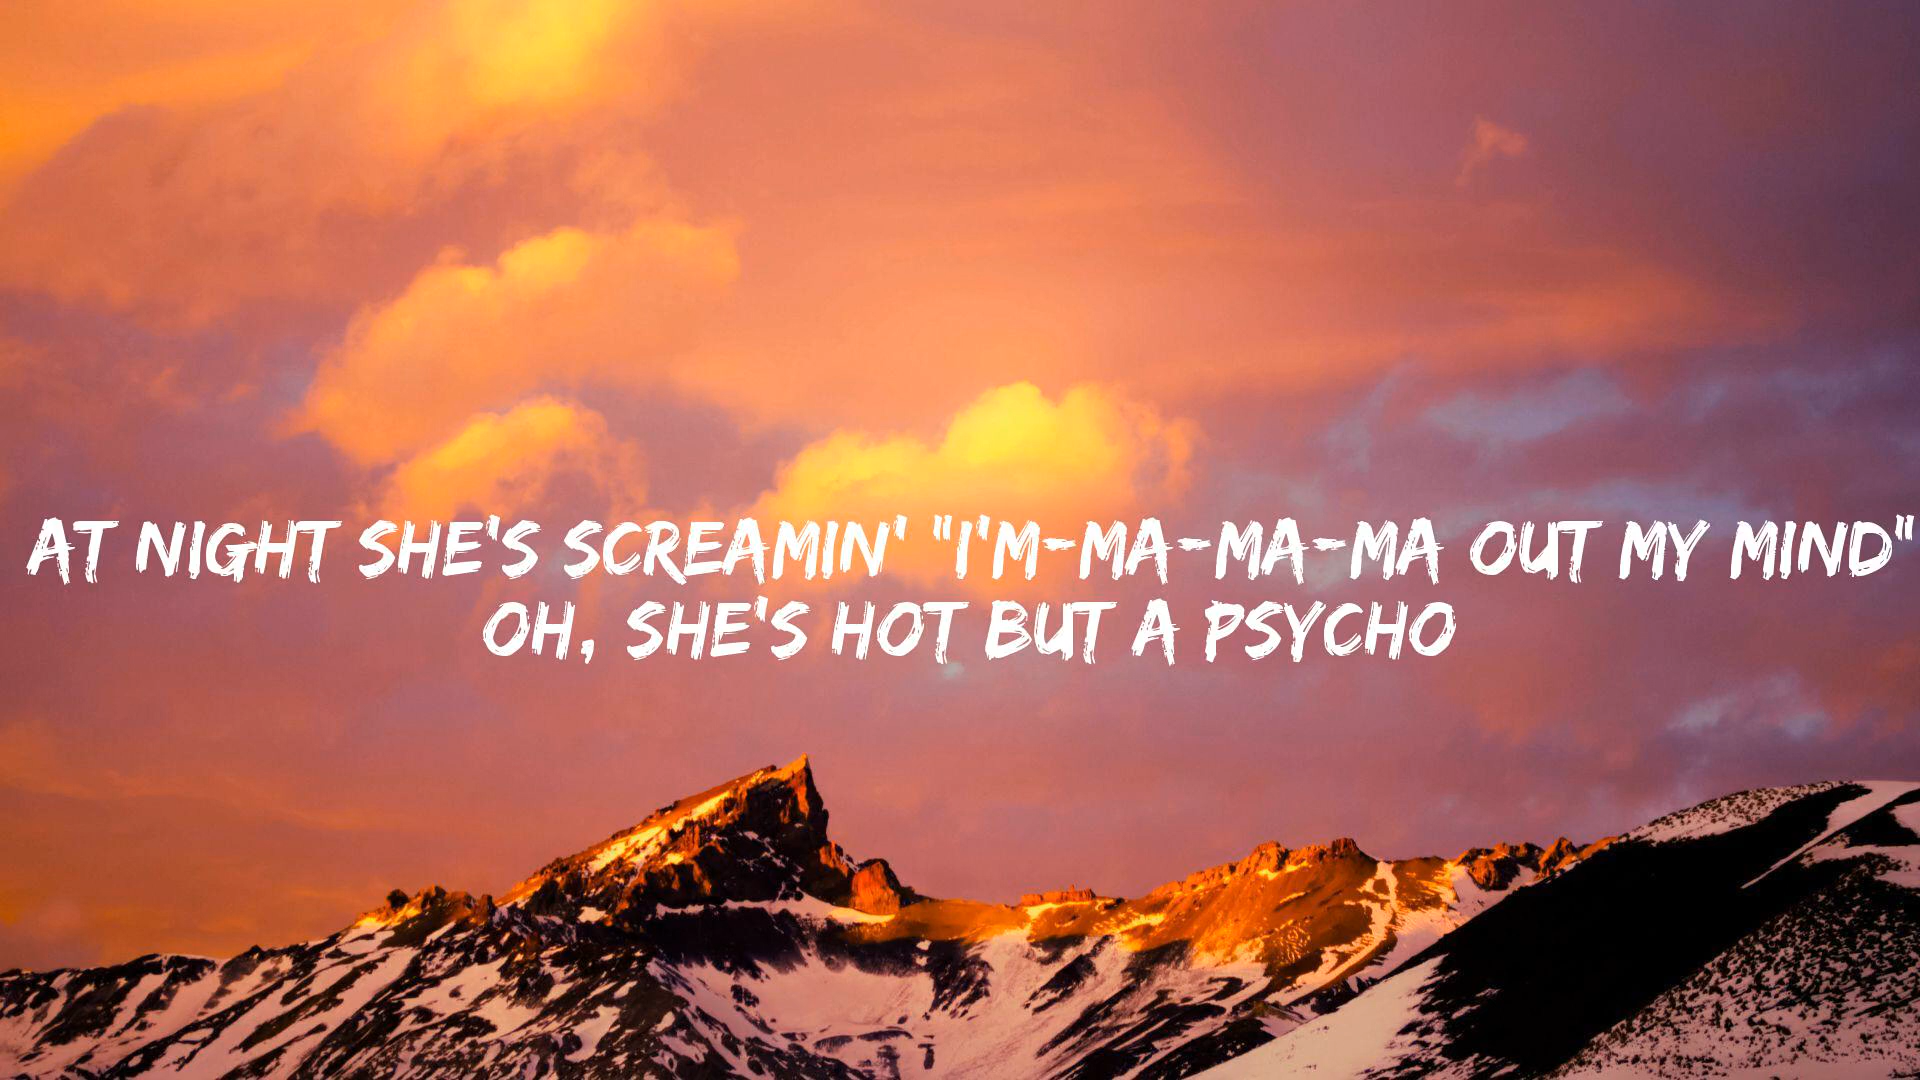 AT NIGHT SHE'S SCREAMIN' "I'M-MA-MA-MA OUT MY MIND"
OH, SHE'S HOT BUT A PSYCHO